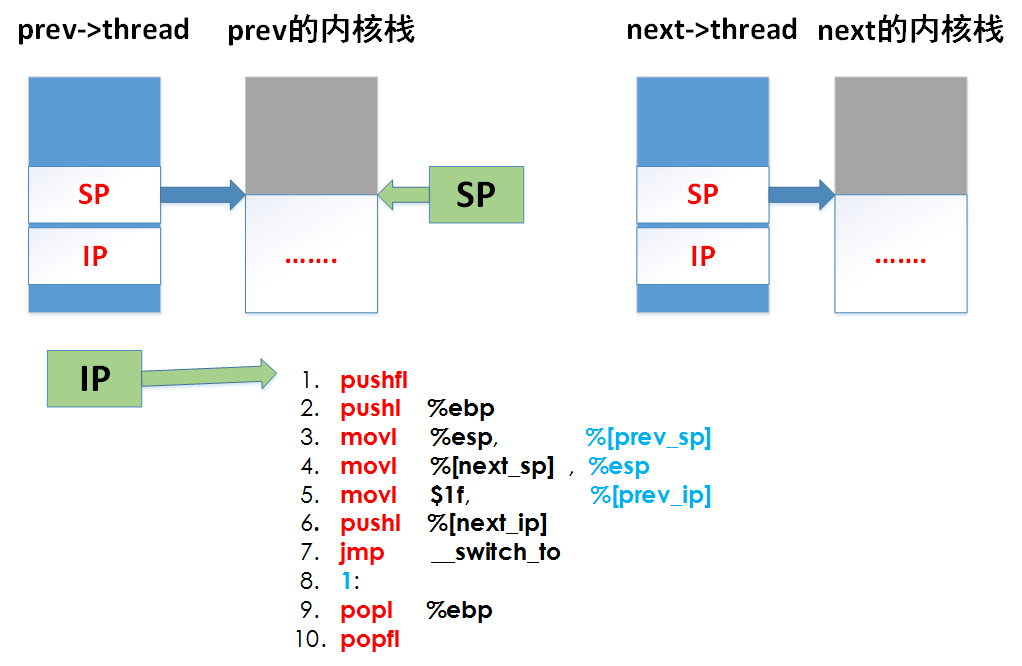 prev->thread prev的内核栈 next->thread next的内核栈
SP SP SP
IP ....... IP .......
IP
1. pushfl
2. pushl %ebp
3. movl %esp, %[prev_sp]
4. movl %[next_sp] , %esp
5. movl $1f, %[prev_ip]
6. pushl %[next_ip]
7. jmp __switch_to
8. 1:
9. popl %ebp
10. popfl